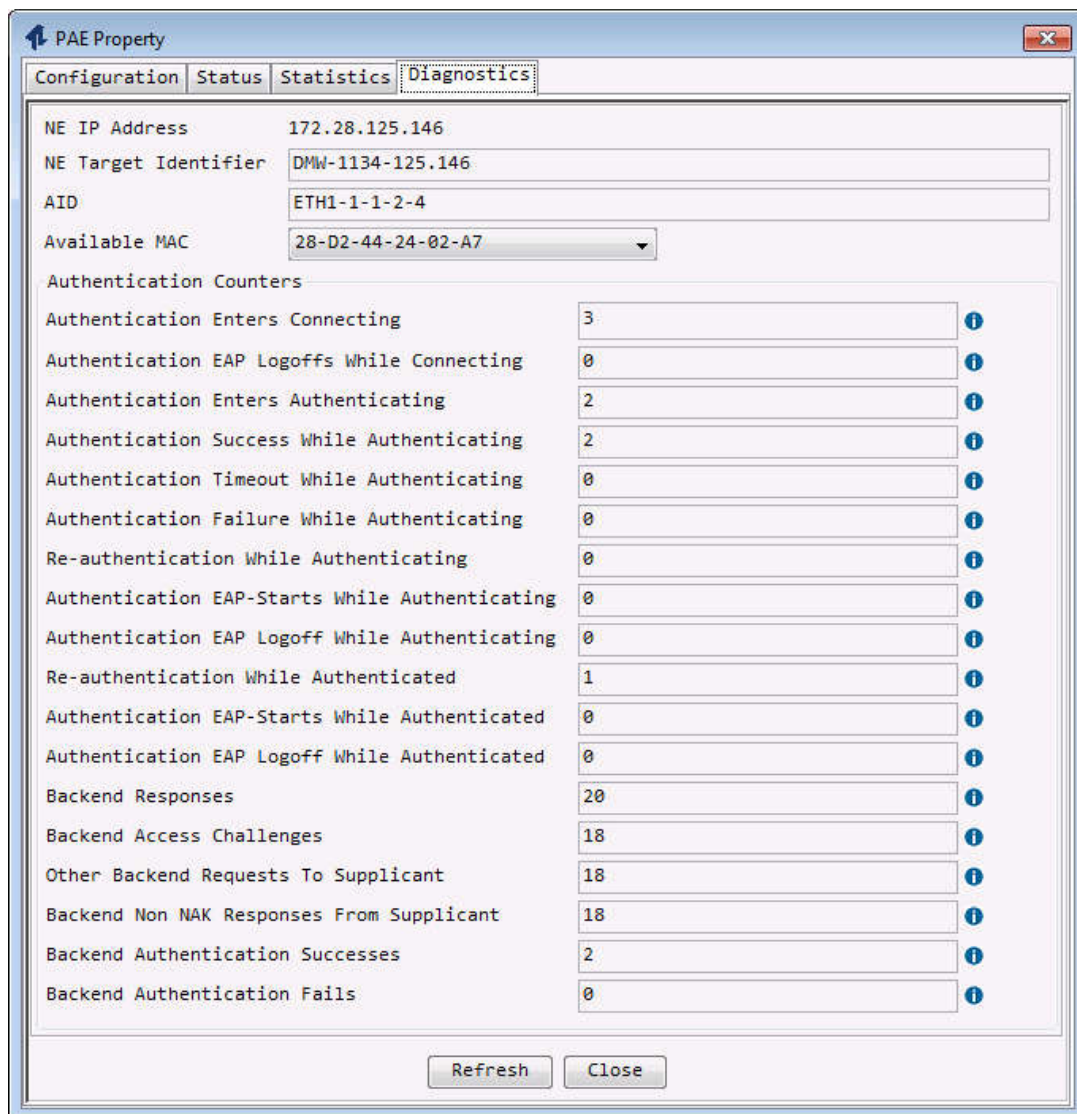 PAE Property
Configuration Status Statistics Diagnostics
NE IP Address 172.28.125.146
NE Target Identifier DMW-1134-125.146
AID ETH1-1-1-2-4
Available MAC 28-D2-44-24-02-A7
Authentication Counters
Authentication Enters Connecting 3
Authentication EAP Logoffs While Connecting 0
Authentication Enters Authenticating 2
Authentication Success While Authenticating 2
Authentication Timeout While Authenticating 0
Authentication Failure While Authenticating 0
Re-authentication While Authenticating 0
Authentication EAP-Starts While Authenticating 0
Authentication EAP Logoff While Authenticating 0
Re-authentication While Authenticated 1
Authentication EAP-Starts While Authenticated 0
Authentication EAP Logoff While Authenticated 0
Backend Responses 20
Backend Access Challenges 18
Other Backend Requests To Supplicant 18
Backend Non NAK Responses From Supplicant 18
Backend Authentication Successes 2
Backend Authentication Fails 0
Refresh Close